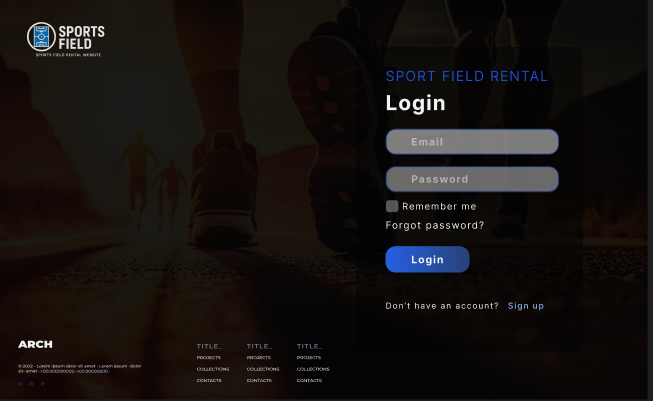 SPORTS
FIELD
SPORTS FIELD RENTAL WEBSITE
SPORT FIELD RENTAL
Login
Email
Password
Remember me
Forgot password?
Login
Don't have an account? Sign up
ARCH
© 2022 - Lorem ipsum dolor sit amet - Lorem ipsum dolor
sit- amet -
TITLE_
PROJECTS
COLLECTIONS
CONTACTS
TITLE_
PROJECTS
COLLECTIONS
CONTACTS
TITLE_
PROJECTS
COLLECTIONS
CONTACTS